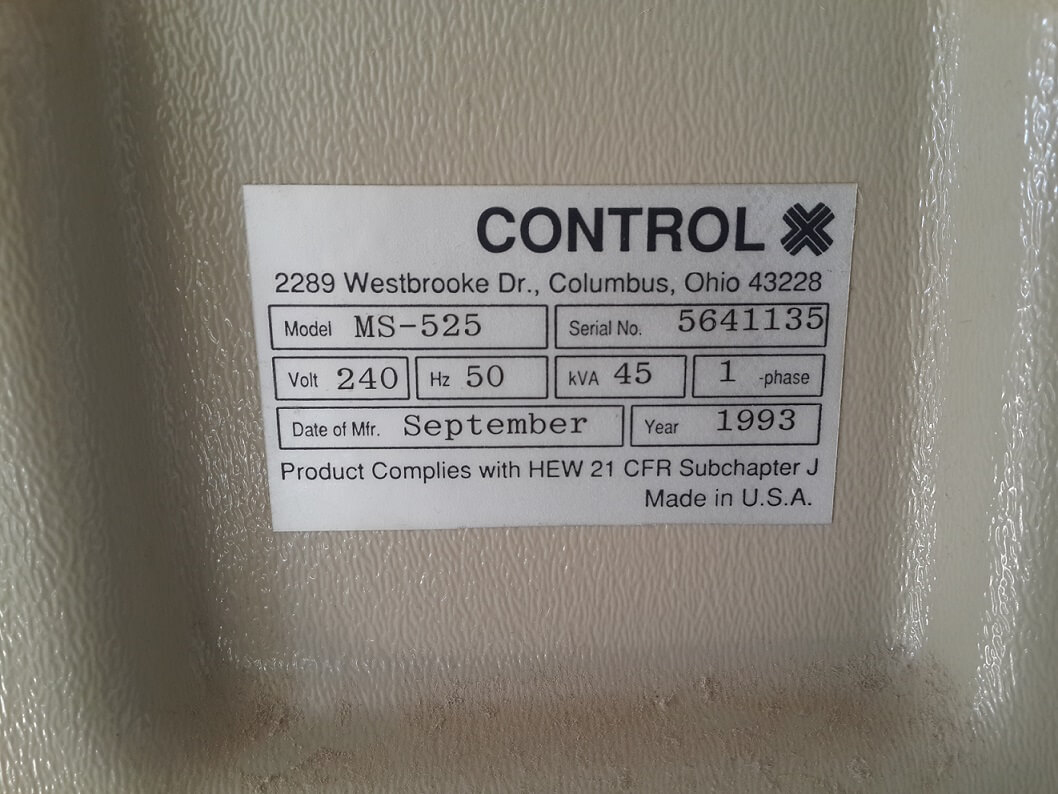 CONTROL
2289 Westbrooke Dr., Columbus, Ohio 43228
Model MS-525 Serial No. 5641135
Volt 240 Hz 50 kVA 45 1 -phase
Date of Mfr. September Year 1993
Product Complies with HEW 21 CFR Subchapter J
Made in U.S.A.